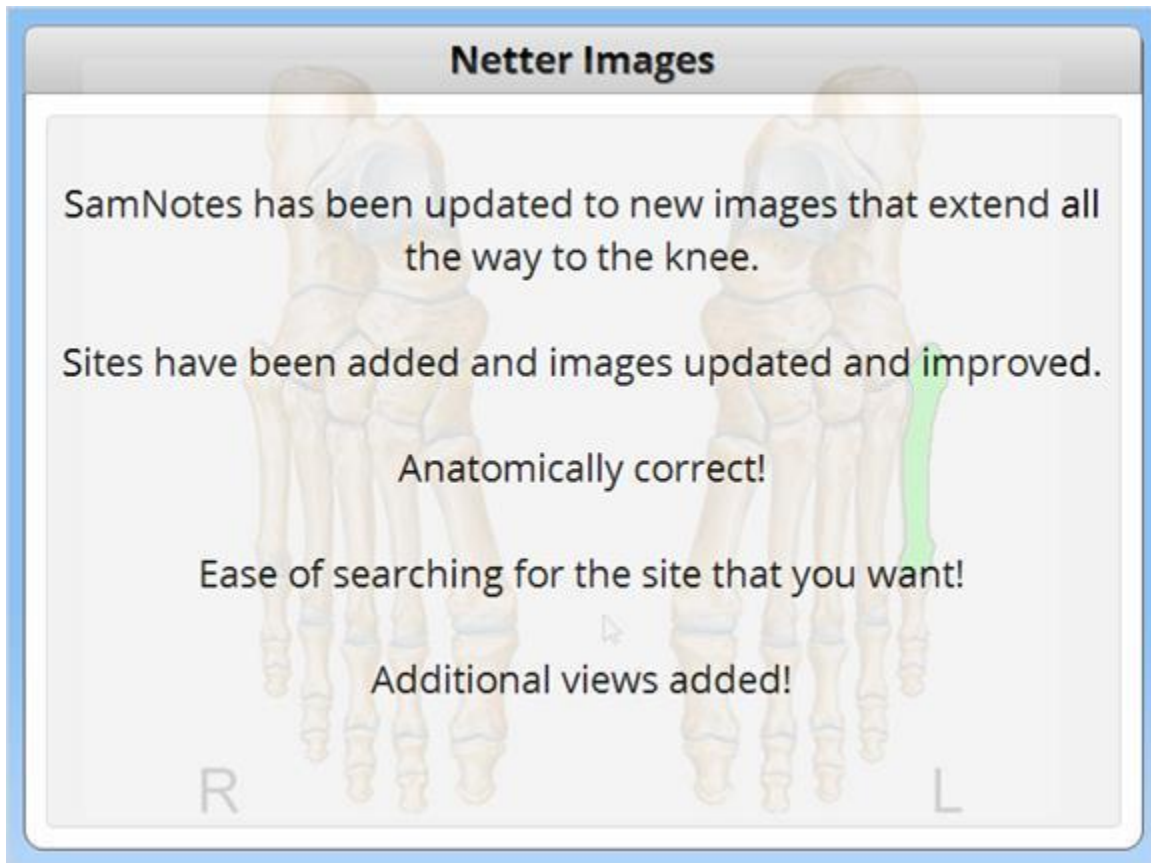 Netter Images
SamNotes has been updated to new images that extend all
the way to the knee.
Sites have been added and images updated and improved.
Anatomically correct!
Ease of searching for the site that you want!
Additional views added!
R
L